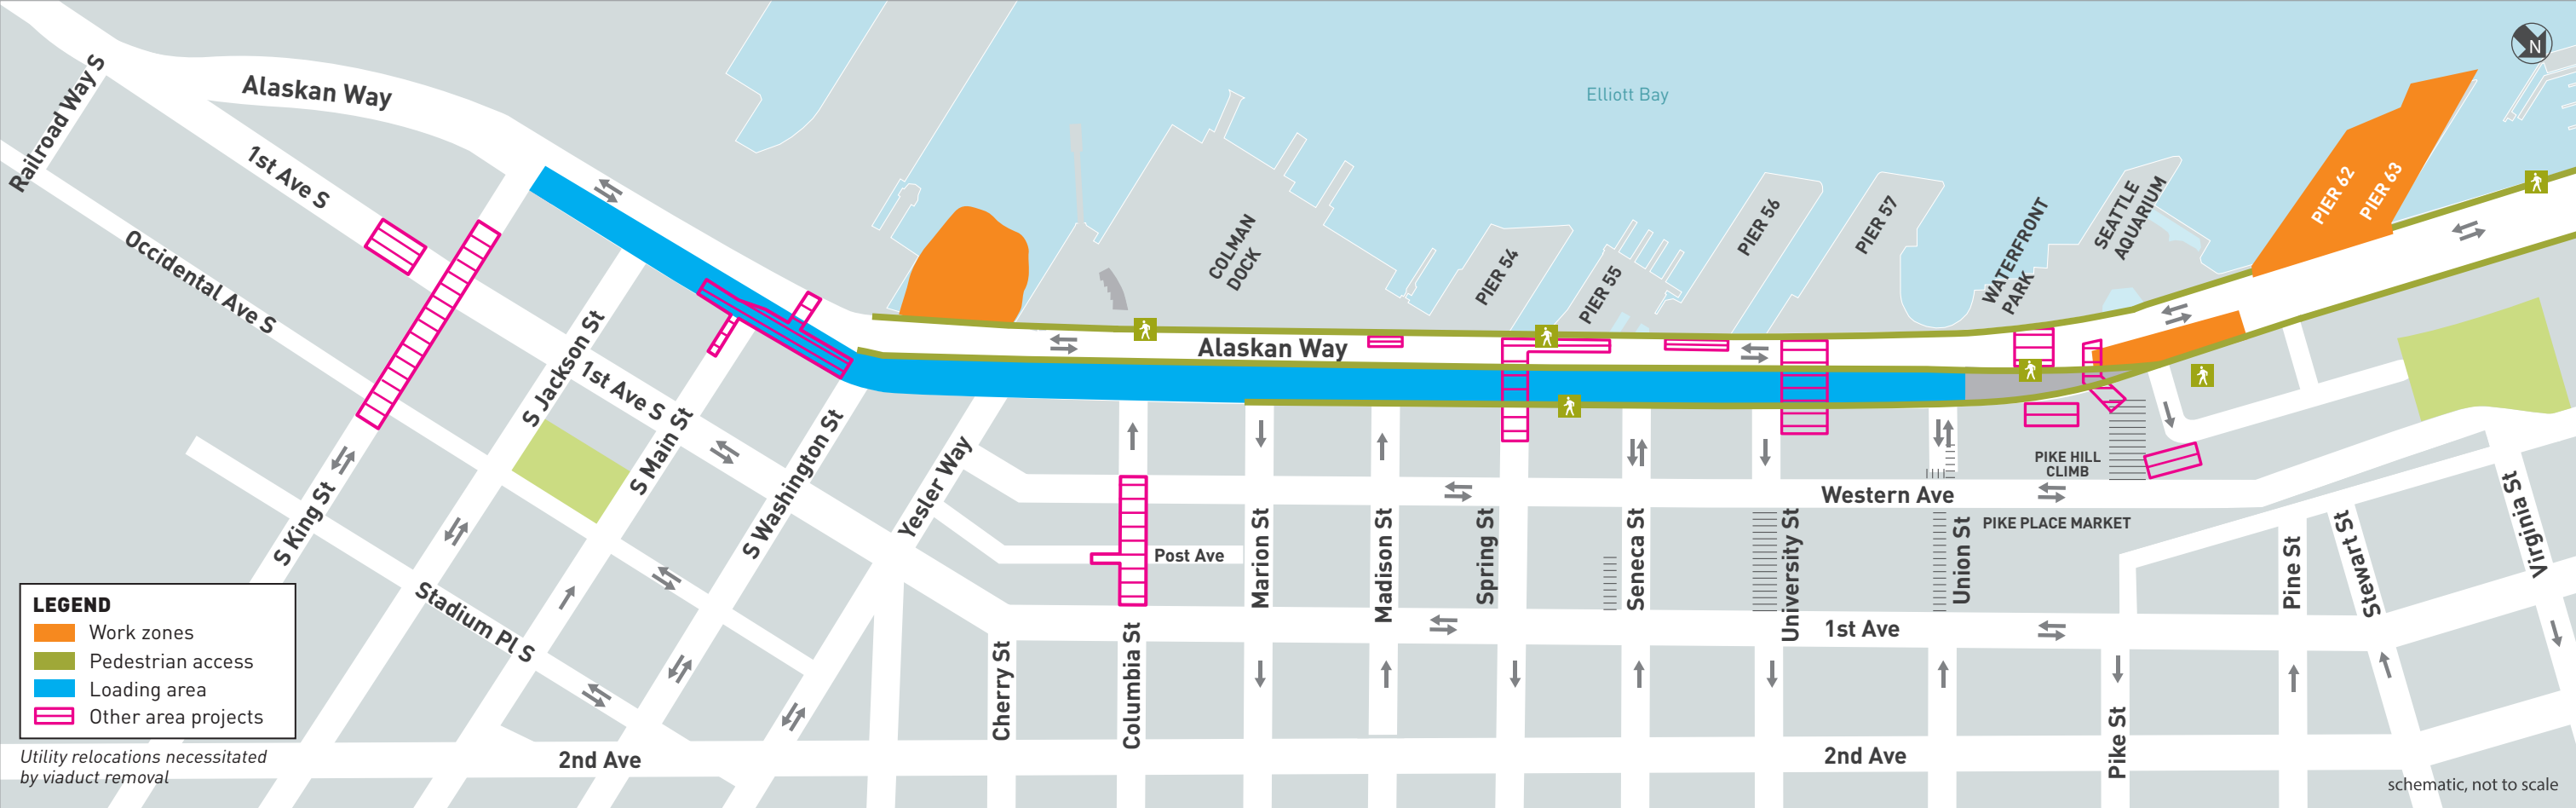 N
Elliott Bay
Railroad Way S
Alaskan Way
1st Ave S
Occidental Ave S
COLMAN
DOCK
PIER 54
PIER 55
PIER 56
PIER 57
WATERFRONT
PARK
SEATTLE
AQUARIUM
PIER 62
PIER 63
Alaskan Way
S Jackson St
1st Ave S
S Main St
S Washington St
Yesler Way
S King St
Stadium Pl S
Western Ave
PIKE HILL
CLIMB
PIKE PLACE MARKET
Post Ave
Cherry St
Columbia St
Marion St
Madison St
Spring St
Seneca St
University St
Union St
Pike St
Pine St
Stewart St
Virginia St
1st Ave
2nd Ave
2nd Ave
LEGEND
Work zones
Pedestrian access
Loading area
Other area projects
Utility relocations necessitated
by viaduct removal
schematic, not to scale